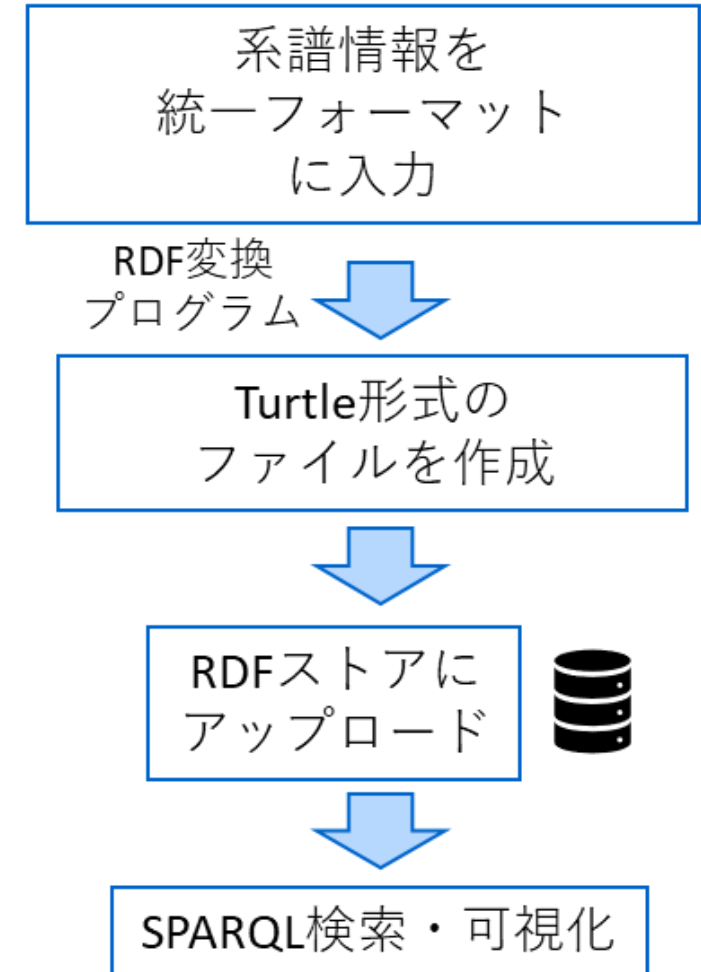 系譜情報を
統一フォーマット
に入力
RDF変換
プログラム
Turtle形式の
ファイルを作成
RDFストアに
アップロード
SPARQL検索・可視化